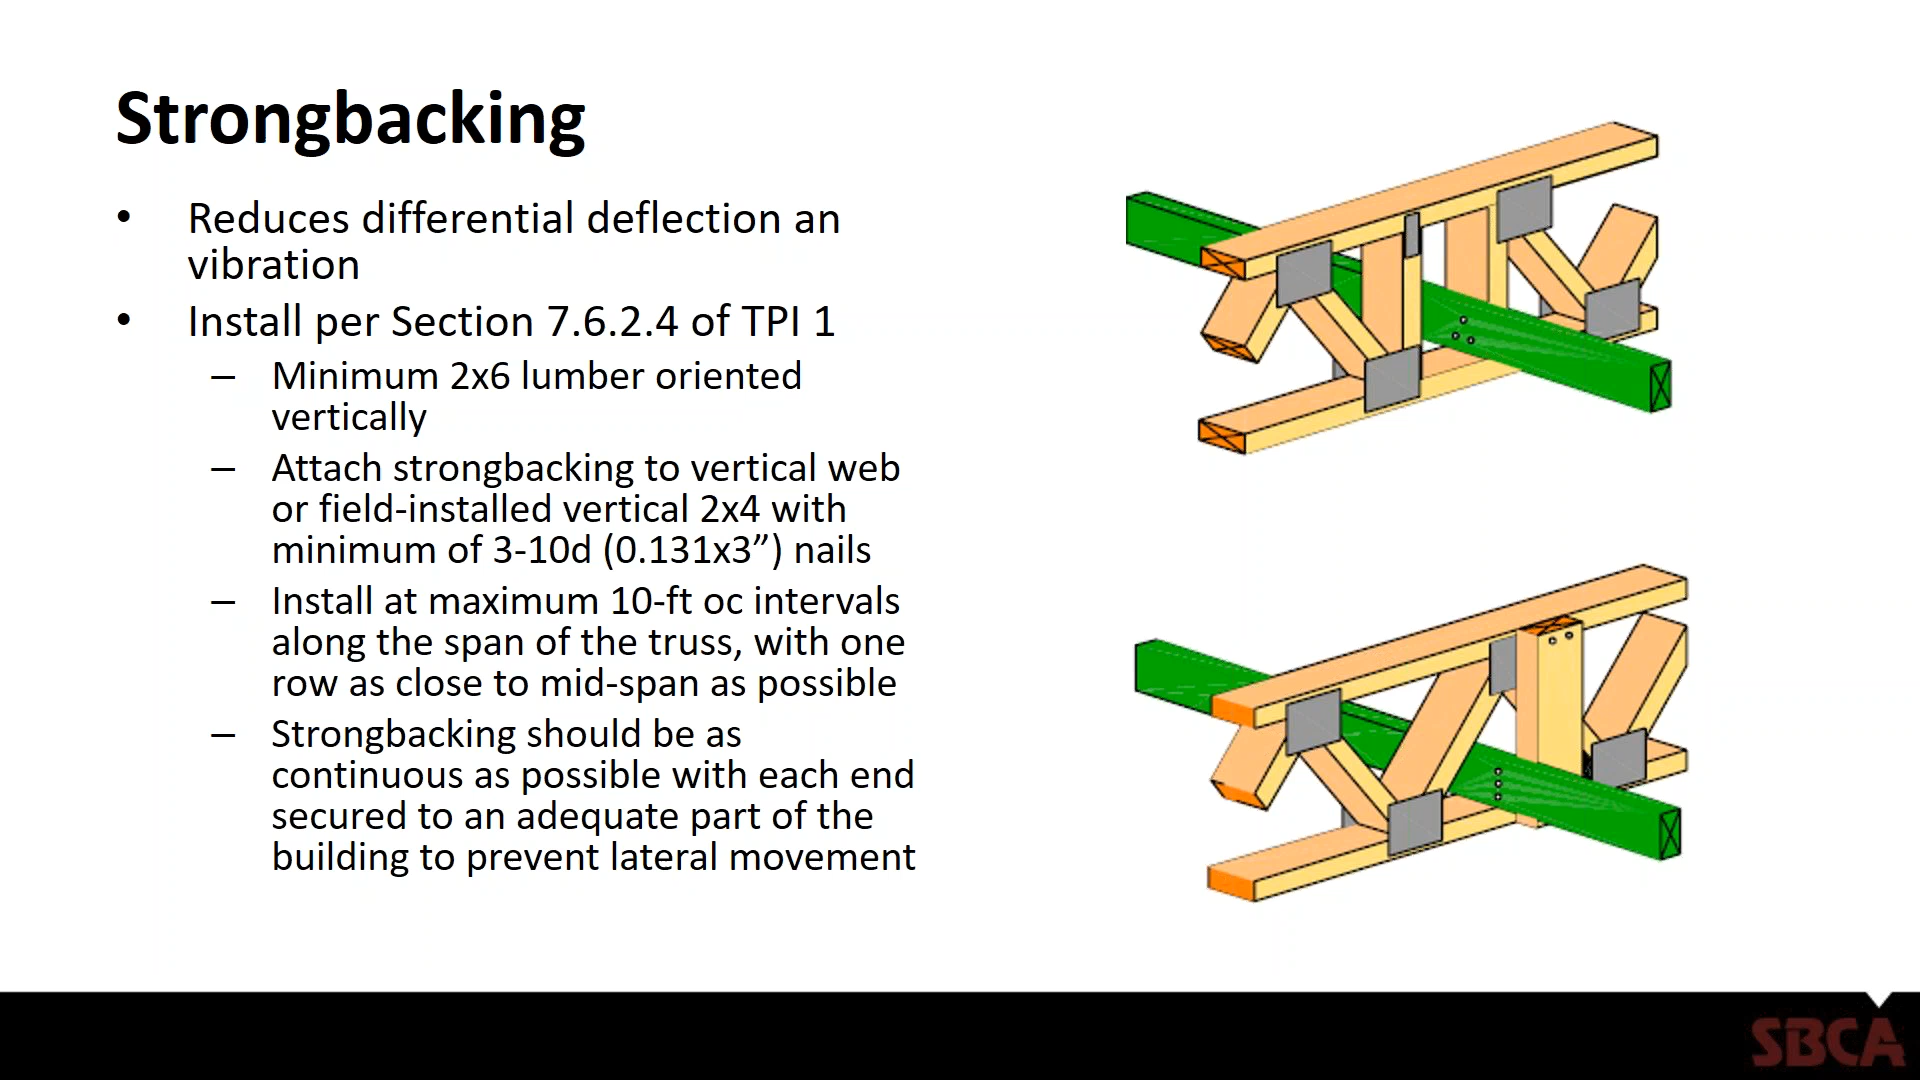 Strongbacking
• Reduces differential deflection an
vibration
• Install per Section 7.6.2.4 of TPI 1
– Minimum 2x6 lumber oriented
vertically
– Attach strongbacking to vertical web
or field-installed vertical 2x4 with
minimum of 3-10d (0.131x3”) nails
– Install at maximum 10-ft oc intervals
along the span of the truss, with one
row as close to mid-span as possible
– Strongbacking should be as
continuous as possible with each end
secured to an adequate part of the
building to prevent lateral movement
SBCA